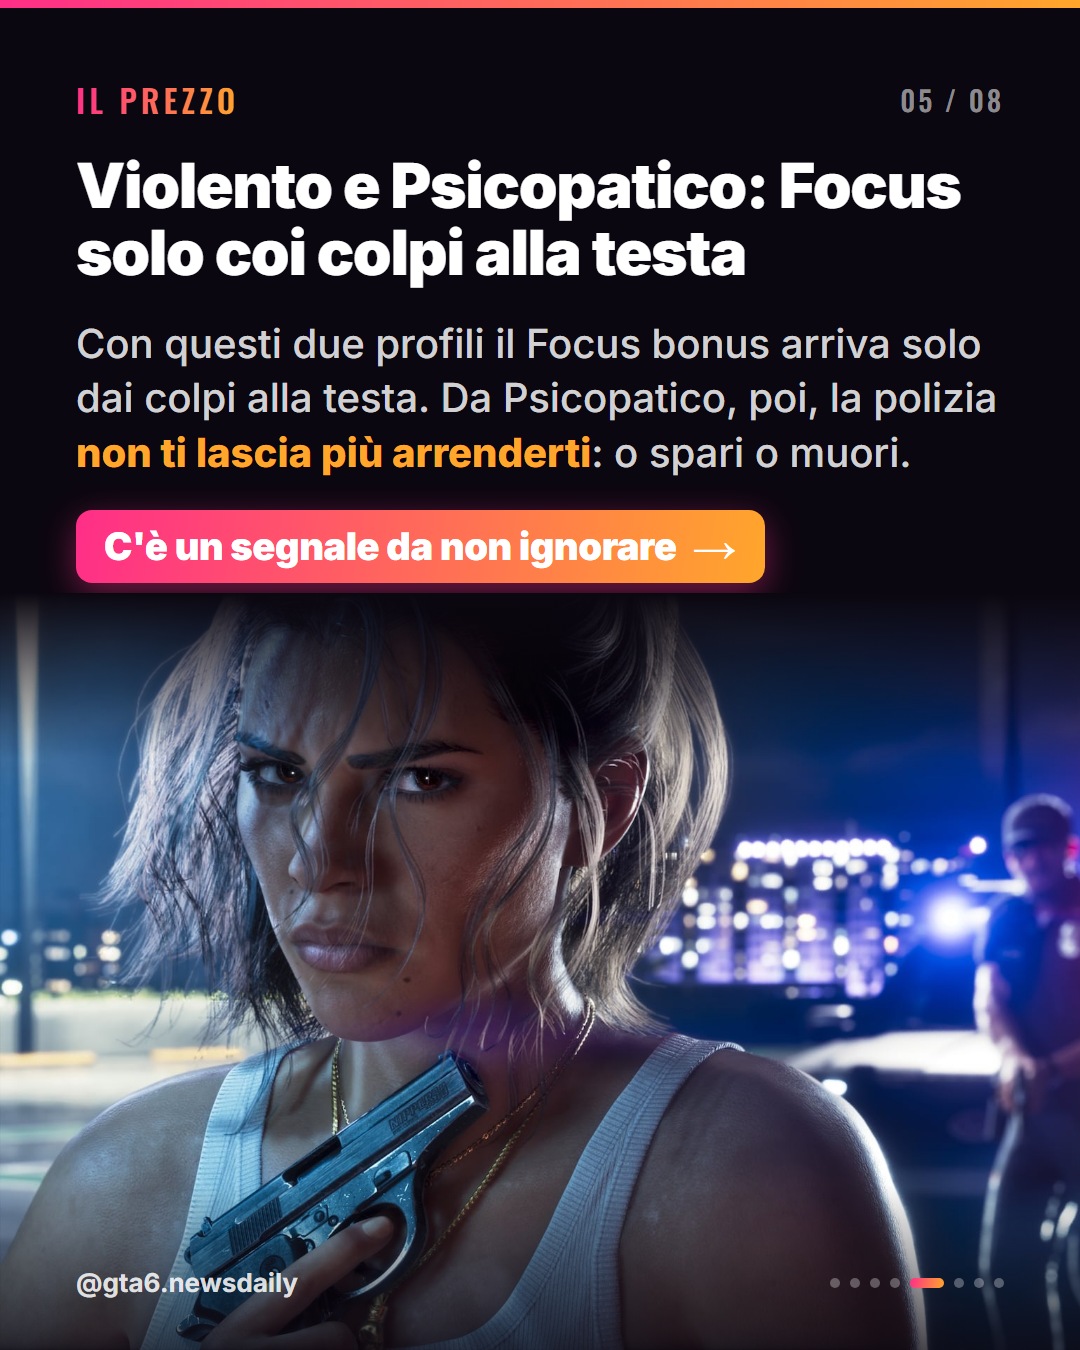 IL PREZZO
05 / 08
Violento e Psicopatico: Focus
solo coi colpi alla testa
Con questi due profili il Focus bonus arriva solo
dai colpi alla testa. Da Psicopatico, poi, la polizia
non ti lascia più arrenderti: o spari o muori.
C'è un segnale da non ignorare →
@gta6.newsdaily